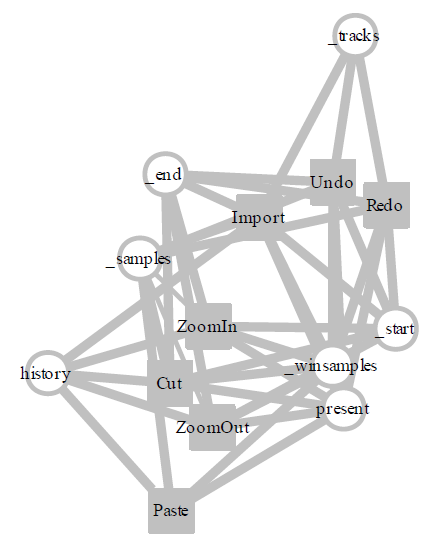 _tracks
_end
Undo
Redo
Import
_samples
ZoomIn
_start
_winsamples
history
Cut
present
ZoomOut
Paste